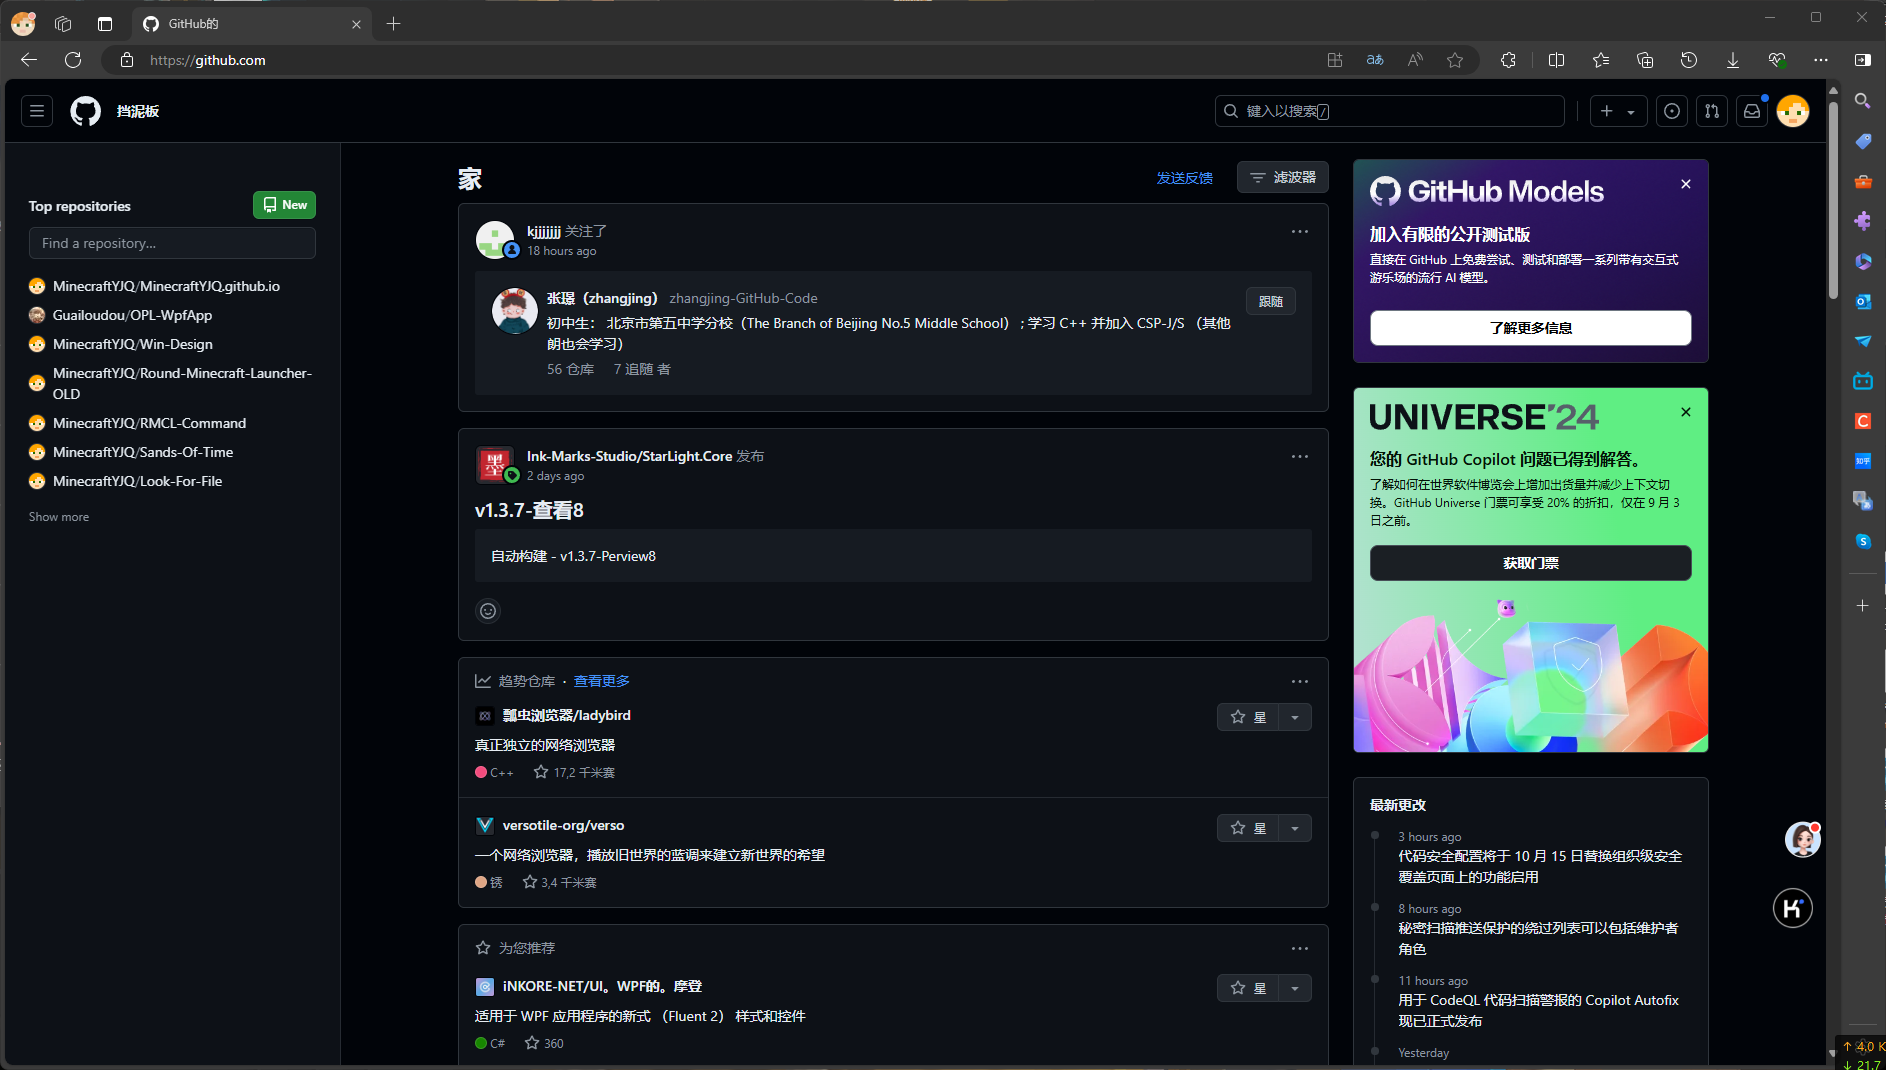 GitHub的
https://github.com
挡泥板
键入以搜索/
Top repositories
New
Find a repository...
MinecraftYJQ/MinecraftYJQ.github.io
Guailoudou/OPL-WpfApp
MinecraftYJQ/Win-Design
MinecraftYJQ/Round-Minecraft-Launcher-
OLD
MinecraftYJQ/RMCL-Command
MinecraftYJQ/Sands-Of-Time
MinecraftYJQ/Look-For-File
Show more
家
发送反馈
滤波器
kjjjjjjj 关注了
18 hours ago
张璟（zhangjing） zhangjing-GitHub-Code
跟随
初中生： 北京市第五中学分校（The Branch of Beijing No.5 Middle School）; 学习 C++ 并加入 CSP-J/S （其他
朗也会学习）
56 仓库 7 追随 者
Ink-Marks-Studio/StarLight.Core 发布
2 days ago
v1.3.7-查看8
自动构建 - v1.3.7-Perview8
趋势仓库 · 查看更多
瓢虫浏览器/ladybird
星
真正独立的网络浏览器
C++ 17,2 千米赛
versotile-org/verso
星
一个网络浏览器，播放旧世界的蓝调来建立新世界的希望
锈 3,4 千米赛
为您推荐
iNKORE-NET/UI。WPF的。摩登
星
适用于 WPF 应用程序的新式 （Fluent 2） 样式和控件
C# 360
GitHub Models
加入有限的公开测试版
直接在 GitHub 上免费尝试、测试和部署一系列带有交互式
游乐场的流行 AI 模型。
了解更多信息
UNIVERSE'24
您的 GitHub Copilot 问题已得到解答。
了解如何在世界软件博览会上增加出货量并减少上下文切
换。GitHub Universe 门票可享受 20% 的折扣，仅在 9 月 3
日之前。
获取门票
最新更改
3 hours ago
代码安全配置将于 10 月 15 日替换组织级安全
覆盖页面上的功能启用
8 hours ago
秘密扫描推送保护的绕过列表可以包括维护者
角色
11 hours ago
用于 CodeQL 代码扫描警报的 Copilot Autofix
现已正式发布
Yesterday
↑ 4.0 K
↓ 21.7